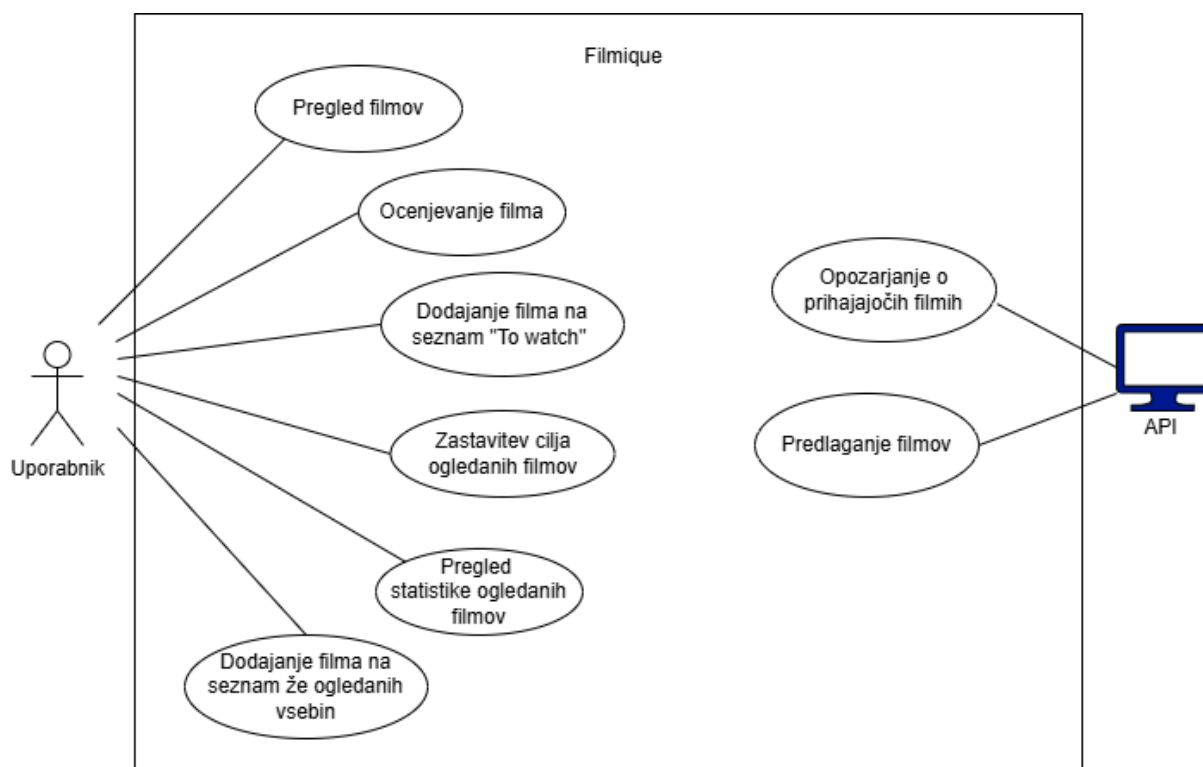 Filmique
Pregled filmov
Ocenjevanje filma
Dodajanje filma na
seznam "To watch"
Zastavitev cilja
ogledanih filmov
Pregled
statistike ogledanih
filmov
Dodajanje filma na
seznam že ogledanih
vsebin
Uporabnik
Opozarjanje o
prihajajočih filmih
Predlaganje filmov
API